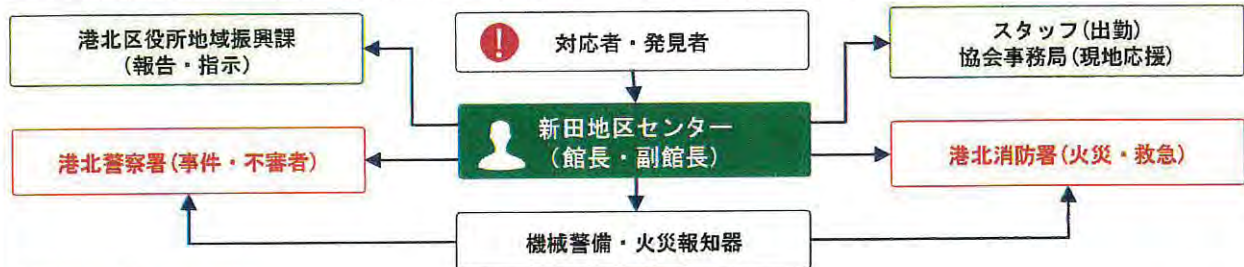 港北区役所地域振興課
(報告・指示)
対応者・発見者
スタッフ(出勤)
協会事務局(現地応援)
新田地区センター
(館長・副館長)
港北警察署(事件・不審者)
港北消防署(火災・救急)
機械警備・火災報知器